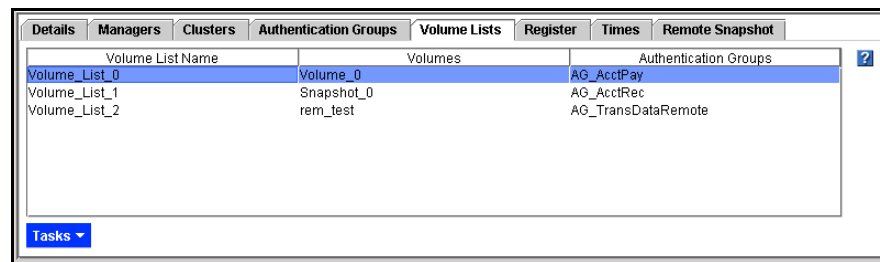 Details Managers Clusters Authentication Groups Volume Lists Register Times Remote Snapshot
Volume List Name Volumes Authentication Groups
Volume_List_0 Volume_0 AG_AcctPay
Volume_List_1 Snapshot_0 AG_AcctRec
Volume_List_2 rem_test AG_TransDataRemote
?
Tasks